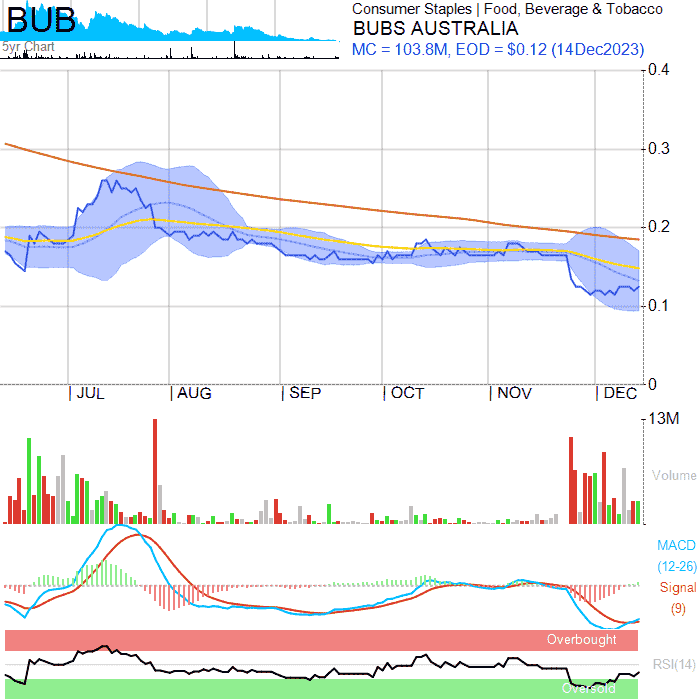 BUB
5yr Chart
Consumer Staples | Food, Beverage & Tobacco
BUBS AUSTRALIA
MC = 103.8M, EOD = $0.12 (14Dec2023)
0.4
0.3
0.2
0.1
0
JUL AUG SEP OCT NOV DEC
13M
Volume
MACD
(12-26)
Signal
(9)
Overbought
RSI(14)
Oversold